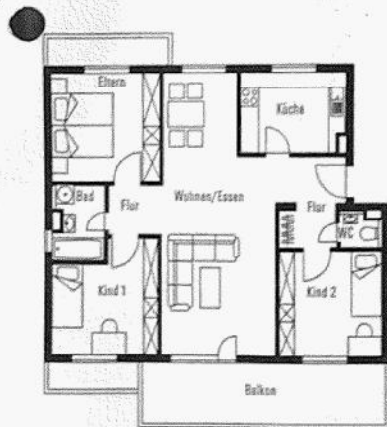 Eltern
Küche
Bad
Flur
Wohnen/Essen
Flur
WC
Kind 1
Kind 2
Balkon